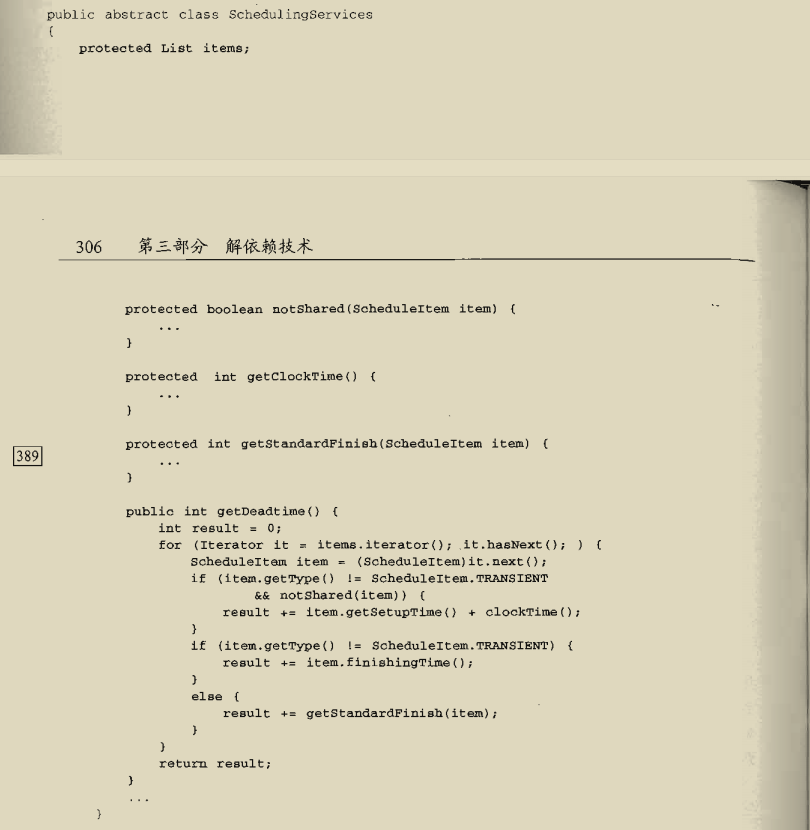 public abstract class SchedulingServices
{
    protected List items;
306 第三部分 解依赖技术
    protected boolean notShared(ScheduleItem item) {
        ...
    }
    protected  int getClockTime() {
        ...
    }
389
    protected int getStandardFinish(ScheduleItem item) {
        ...
    }
    public int getDeadtime() {
        int result = 0;
        for (Iterator it = items.iterator(); it.hasNext(); ) {
            ScheduleItem item = (ScheduleItem)it.next();
            if (item.getType() != ScheduleItem.TRANSIENT
                    && notShared(item)) {
                result += item.getSetupTime() + clockTime();
            }
            if (item.getType() != ScheduleItem.TRANSIENT) {
                result += item.finishingTime();
            }
            else {
                result += getStandardFinish(item);
            }
        }
        return result;
    }
    ...
}